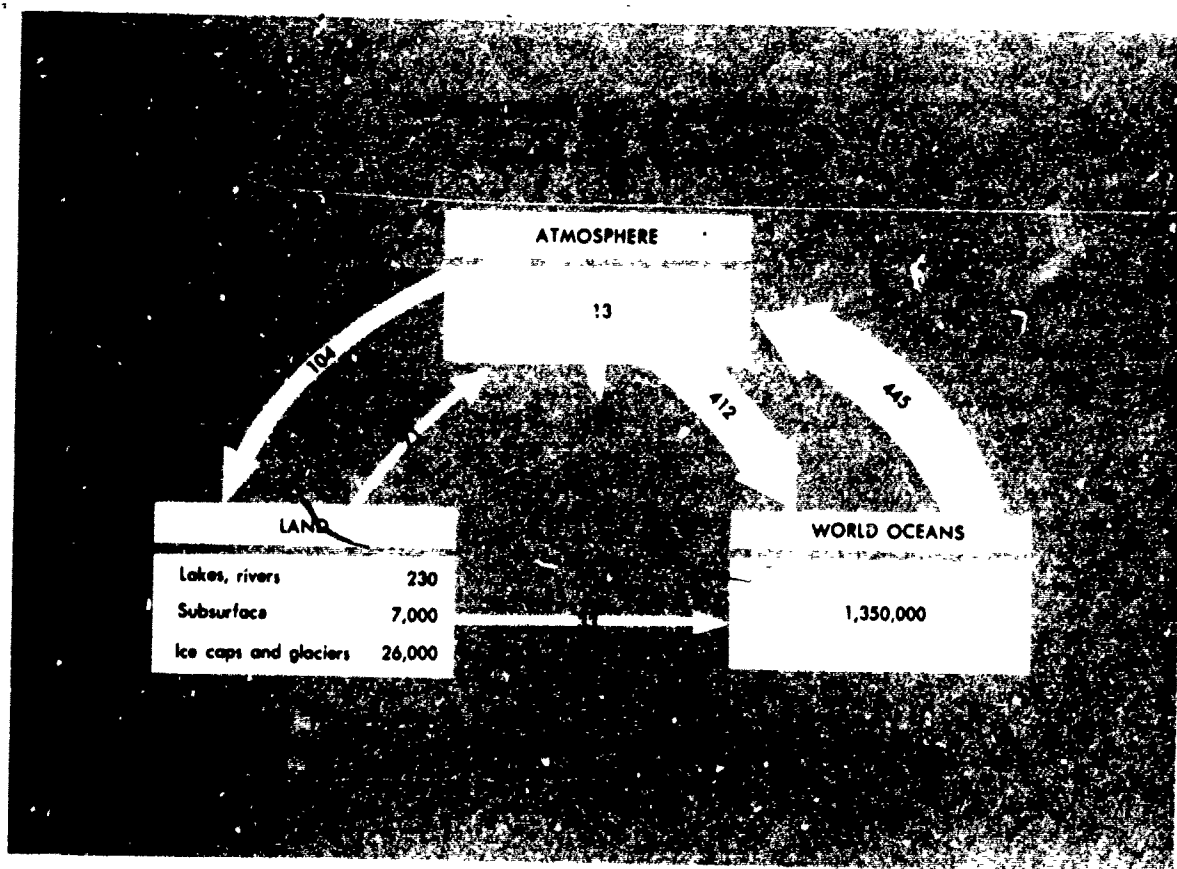 ATMOSPHERE
13
104
412
445
LAND
Lakes, rivers 230
Subsurface 7,000
Ice caps and glaciers 26,000
WORLD OCEANS
1,350,000